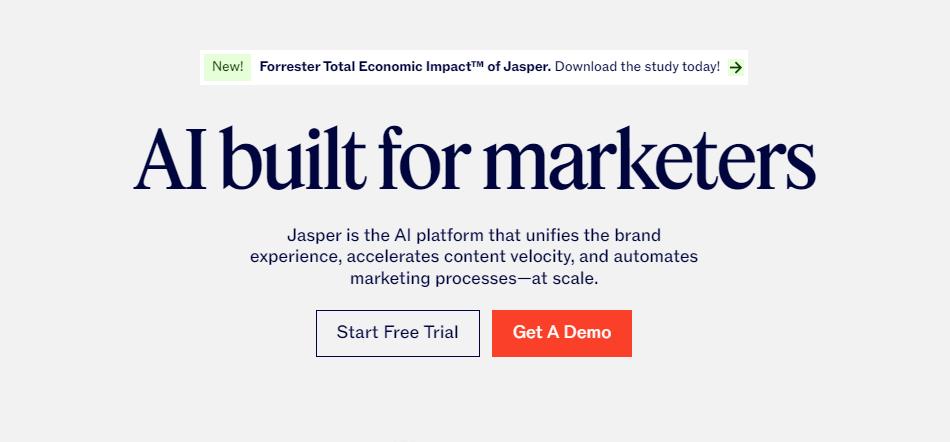 New! Forrester Total Economic Impact™ of Jasper. Download the study today! →
AI built for marketers
Jasper is the AI platform that unifies the brand
experience, accelerates content velocity, and automates
marketing processes—at scale.
Start Free Trial Get A Demo